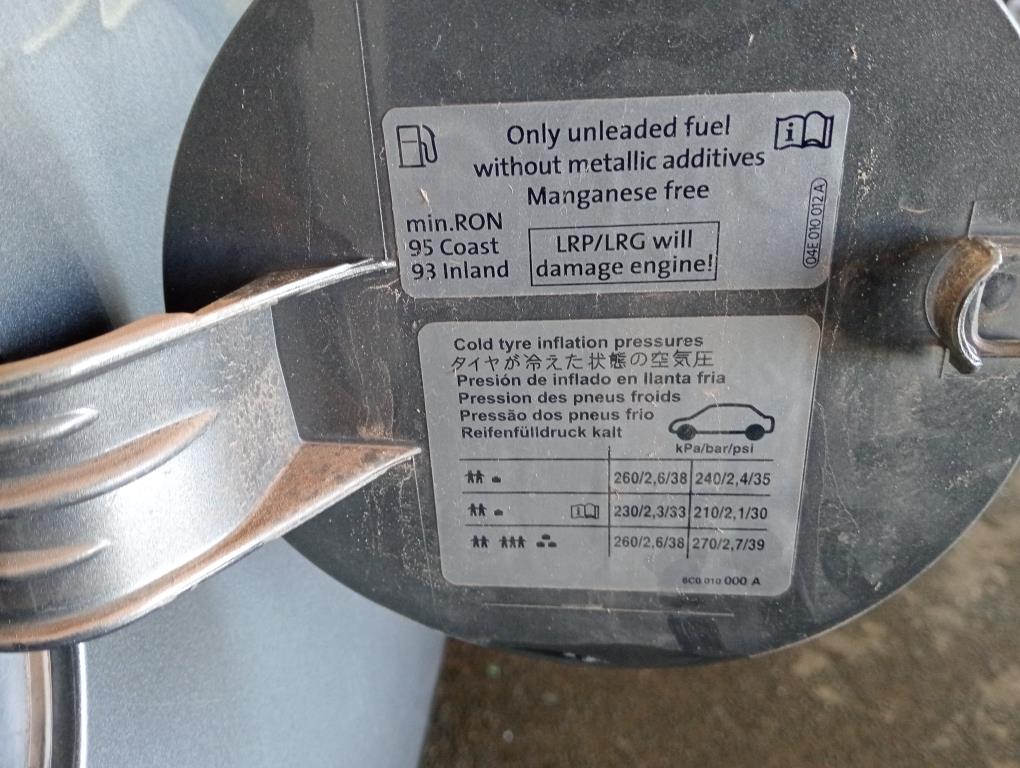 Only unleaded fuel
without metallic additives
Manganese free
min.RON
95 Coast
93 Inland
LRP/LRG will
damage engine!
04E 010 012 A
Cold tyre inflation pressures
タイヤが冷えた状態の空気圧
Presión de inflado en llanta fria
Pression des pneus froids
Pressão dos pneus frio
Reifenfülldruck kalt
kPa/bar/psi
260/2,6/38 240/2,4/35
230/2,3/33 210/2,1/30
260/2,6/38 270/2,7/39
6C0 010 000 A